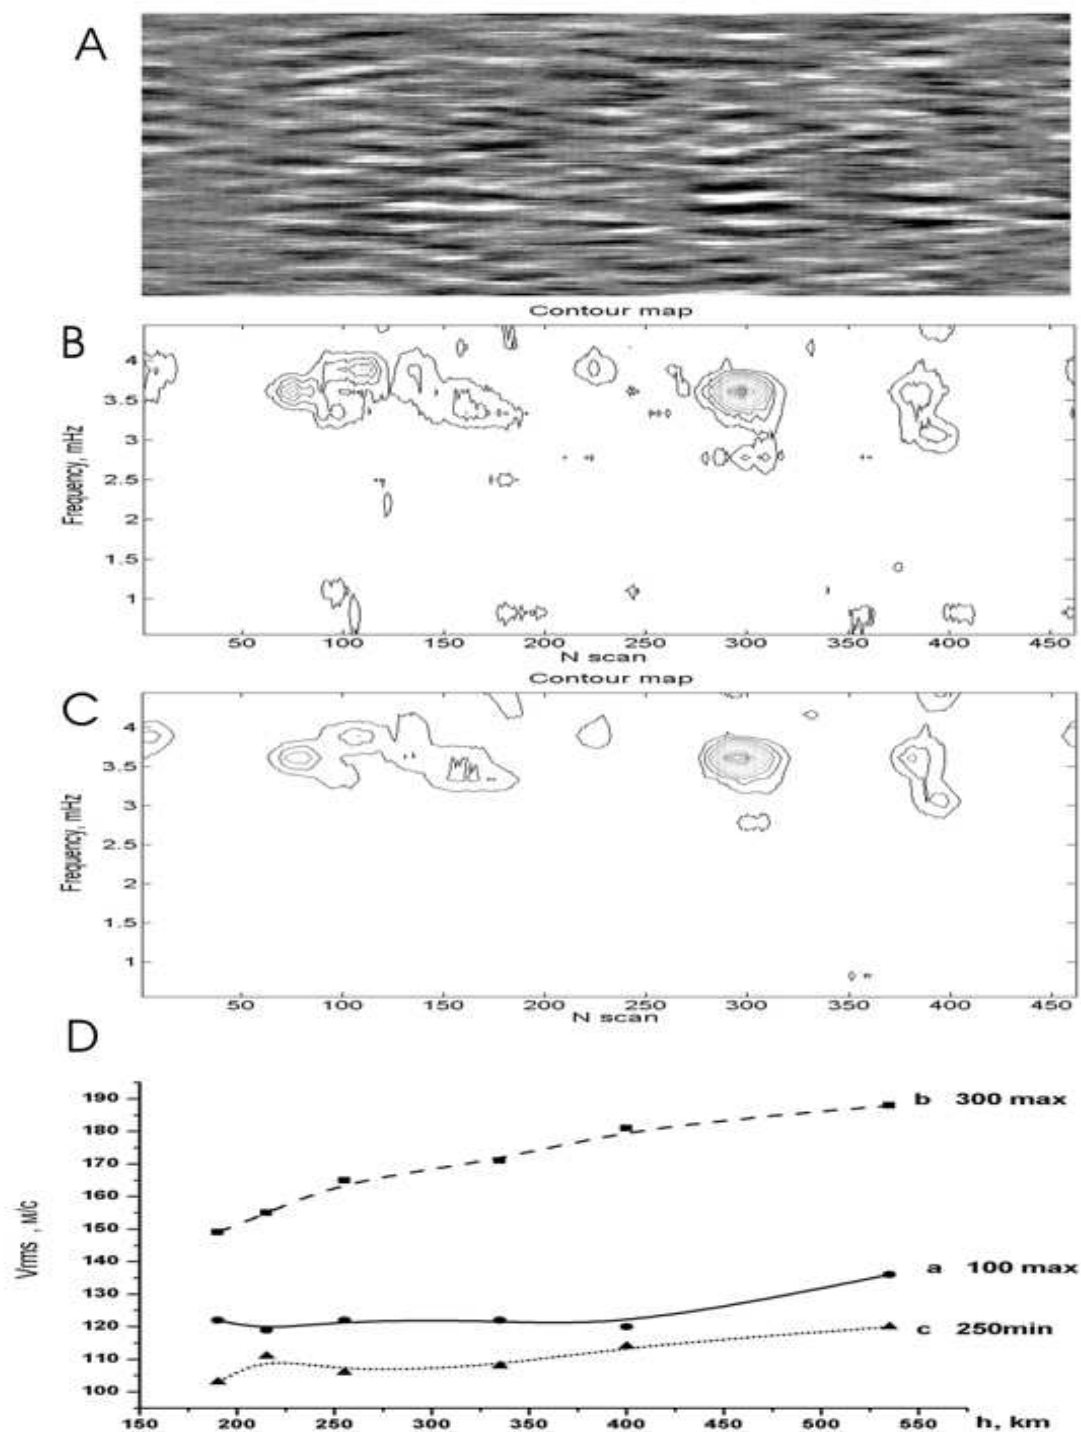 A
Contour map
B
4
3.5
3
2.5
2
1.5
1
Frequency, mHz
50 100 150 200 250 300 350 400 450
N scan
Contour map
C
4
3.5
3
2.5
2
1.5
1
Frequency, mHz
50 100 150 200 250 300 350 400 450
N scan
D
190
180
170
160
150
140
130
120
110
100
Vrms , м/с
b 300 max
a 100 max
c 250min
150 200 250 300 350 400 450 500 550 h, km